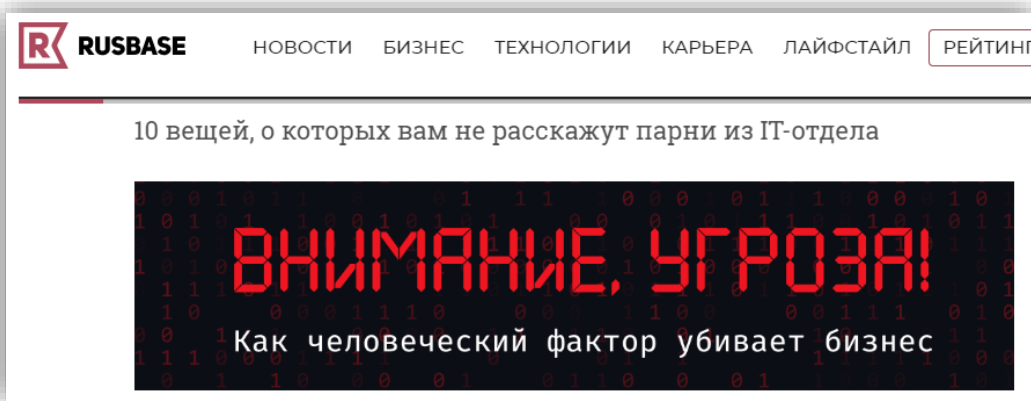 RUSBASE НОВОСТИ БИЗНЕС ТЕХНОЛОГИИ КАРЬЕРА ЛАЙФСТАЙЛ РЕЙТИНГ
10 вещей, о которых вам не расскажут парни из IT-отдела
ВНИМАНИЕ, УГРОЗА!
Как человеческий фактор убивает бизнес